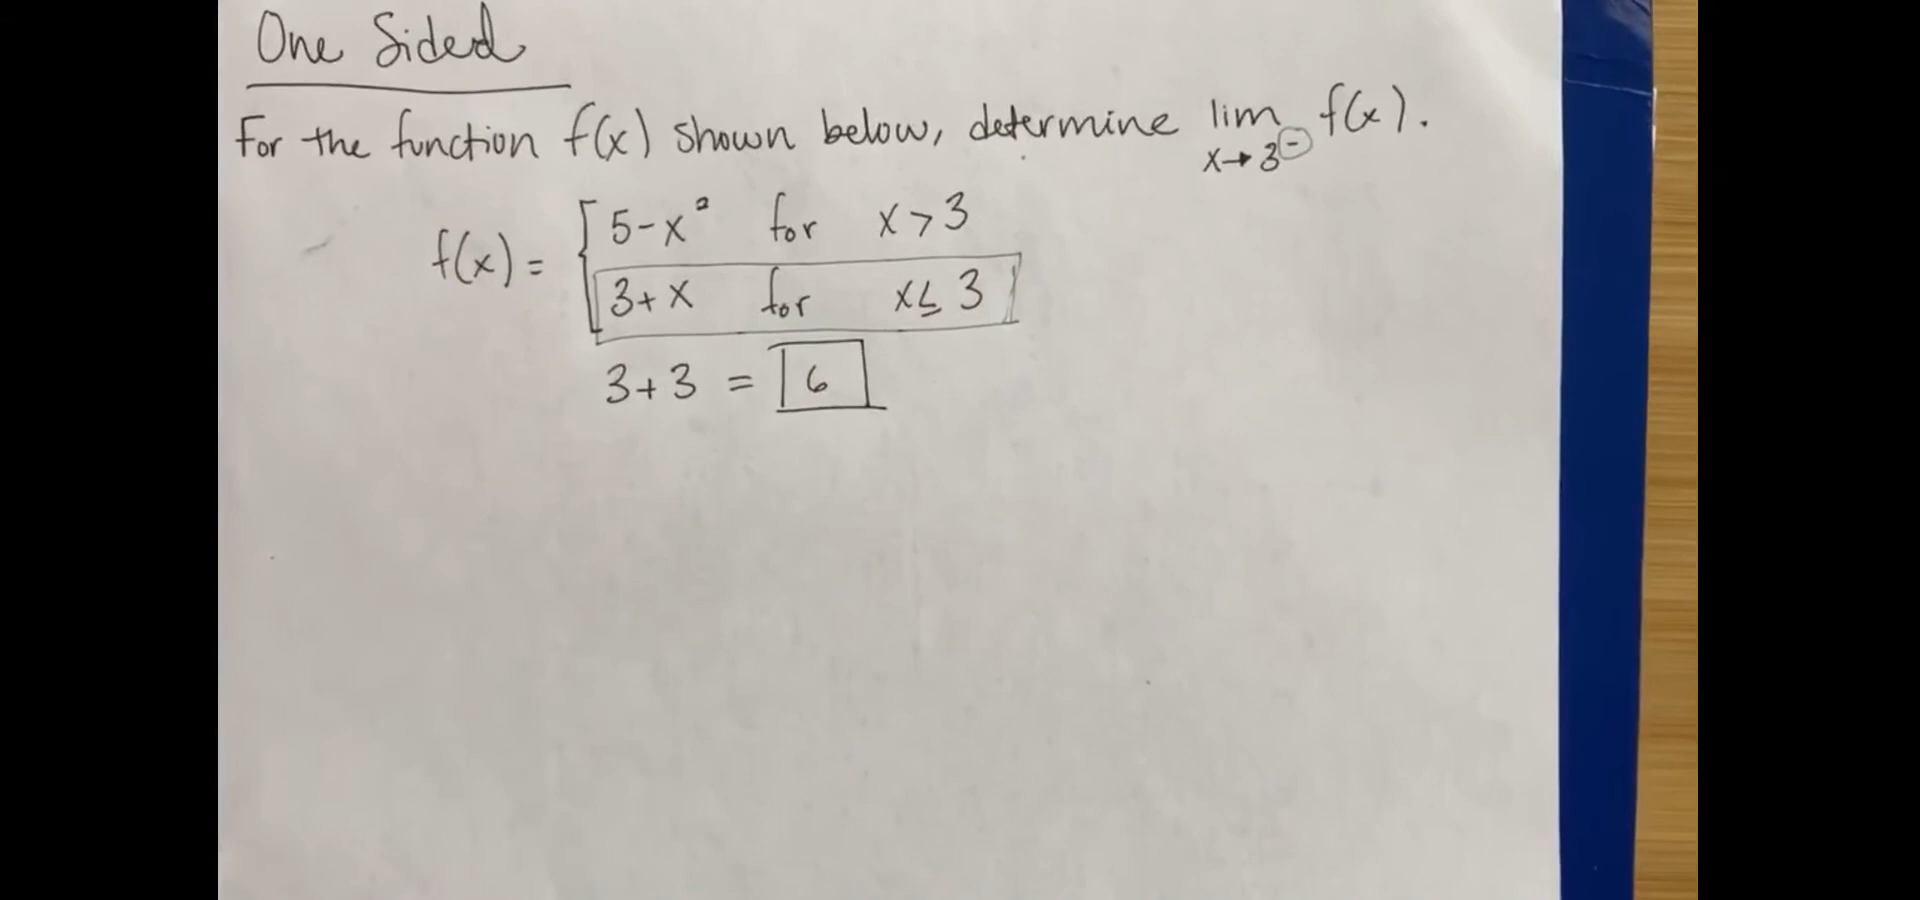 One Sided
For the function f(x) shown below, determine lim x→3⁻ f(x).
f(x) = { 5-x² for x > 3
3+x for x ≤ 3
3+3 = 6